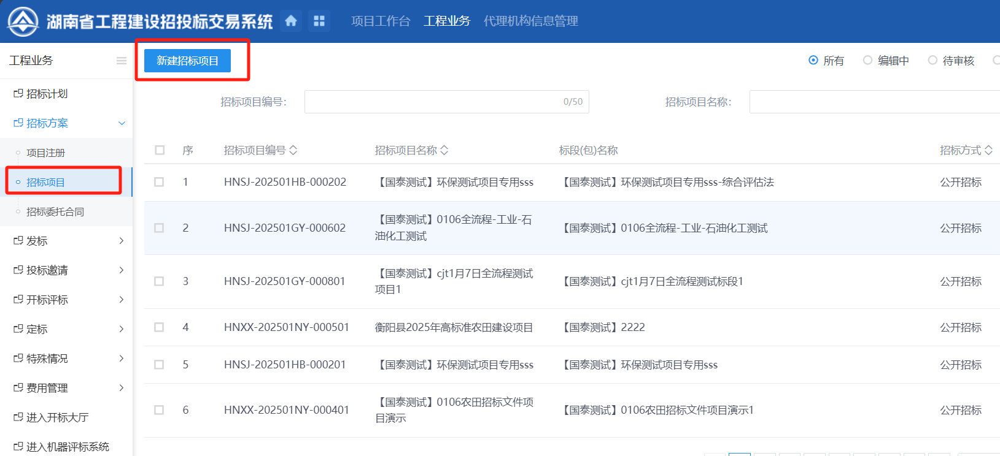 湖南省工程建设招投标交易系统
项目工作台 工程业务 代理机构信息管理
工程业务
新建招标项目
所有 编辑中 待审核
招标计划
招标项目编号: 0/50 招标项目名称:
招标方案
项目注册
招标项目
招标委托合同
发标
投标邀请
开标评标
定标
特殊情况
费用管理
进入开标大厅
进入机器评标系统
序 招标项目编号 招标项目名称 标段(包)名称 招标方式
1 HNSJ-202501HB-000202 【国泰测试】环保测试项目专用sss 【国泰测试】环保测试项目专用sss-综合评估法 公开招标
2 HNSJ-202501GY-000602 【国泰测试】0106全流程-工业-石
油化工测试 【国泰测试】0106全流程-工业-石油化工测试 公开招标
3 HNSJ-202501GY-000801 【国泰测试】cjt1月7日全流程测试
项目1 【国泰测试】cjt1月7日全流程测试标段1 公开招标
4 HNXX-202501NY-000501 衡阳县2025年高标准农田建设项目 【国泰测试】2222 公开招标
5 HNSJ-202501HB-000201 【国泰测试】环保测试项目专用sss 【国泰测试】环保测试项目专用sss 公开招标
6 HNXX-202501NY-000401 【国泰测试】0106农田招标文件项
目演示 【国泰测试】0106农田招标文件项目演示1 公开招标